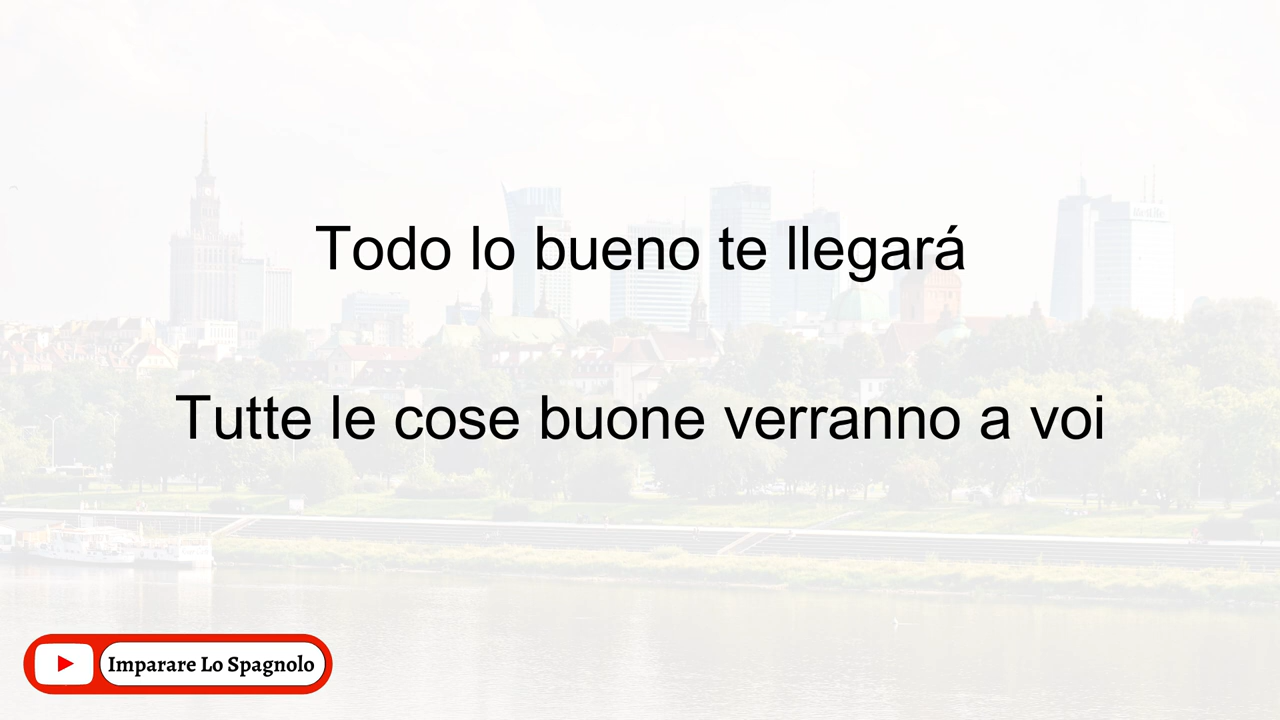 Todo lo bueno te llegará
Tutte le cose buone verranno a voi
Imparare Lo Spagnolo